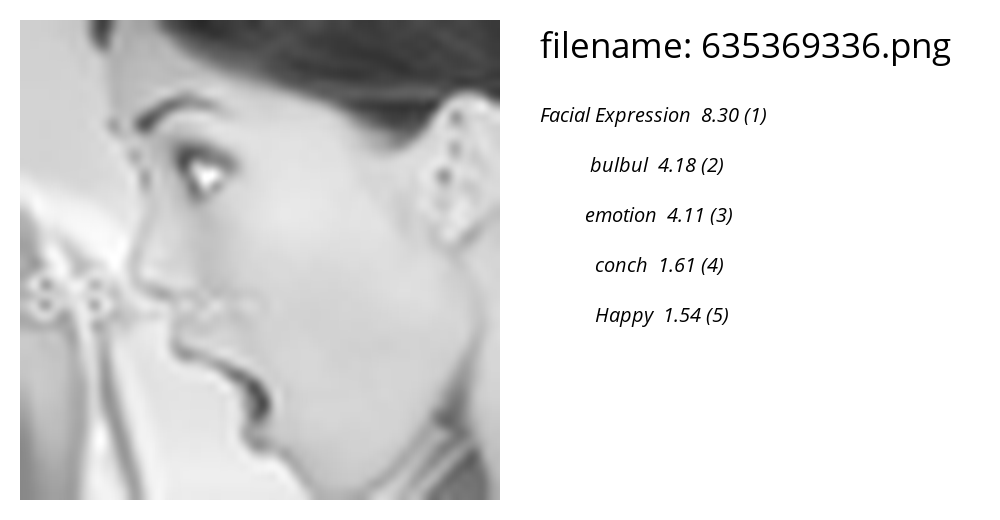 filename: 635369336.png
Facial Expression 8.30 (1)
bulbul 4.18 (2)
emotion 4.11 (3)
conch 1.61 (4)
Happy 1.54 (5)